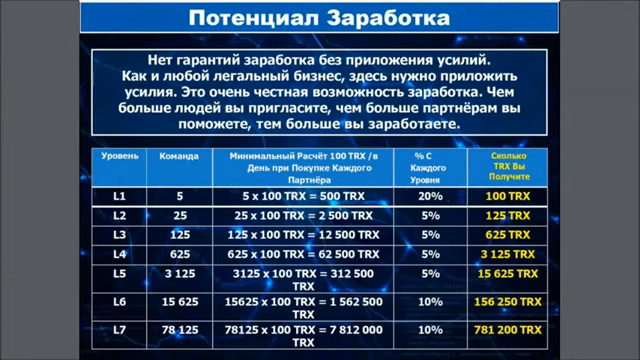 Потенциал Заработка
Нет гарантий заработка без приложения усилий.
Как и любой легальный бизнес, здесь нужно приложить
усилия. Это очень честная возможность заработка. Чем
больше людей вы пригласите, чем больше партнёрам вы
поможете, тем больше вы заработаете.
Уровень Команда Минимальный Расчёт 100 TRX /в День при Покупке Каждого Партнёра % С Каждого Уровня Сколько TRX Вы Получите
L1 5 5 x 100 TRX = 500 TRX 20% 100 TRX
L2 25 25 x 100 TRX = 2 500 TRX 5% 125 TRX
L3 125 125 x 100 TRX = 12 500 TRX 5% 625 TRX
L4 625 625 x 100 TRX = 62 500 TRX 5% 3 125 TRX
L5 3 125 3125 x 100 TRX = 312 500 TRX 5% 15 625 TRX
L6 15 625 15625 x 100 TRX = 1 562 500 TRX 10% 156 250 TRX
L7 78 125 78125 x 100 TRX = 7 812 000 TRX 10% 781 200 TRX